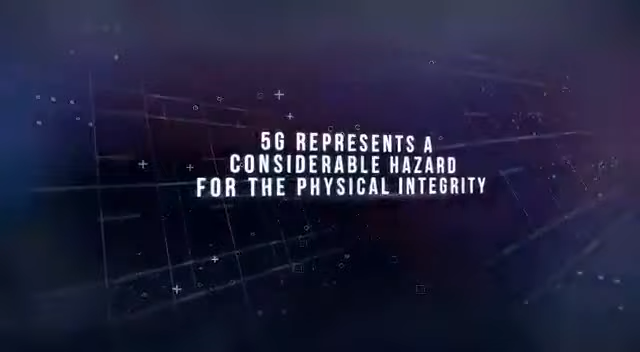 5G REPRESENTS A
CONSIDERABLE HAZARD
FOR THE PHYSICAL INTEGRITY